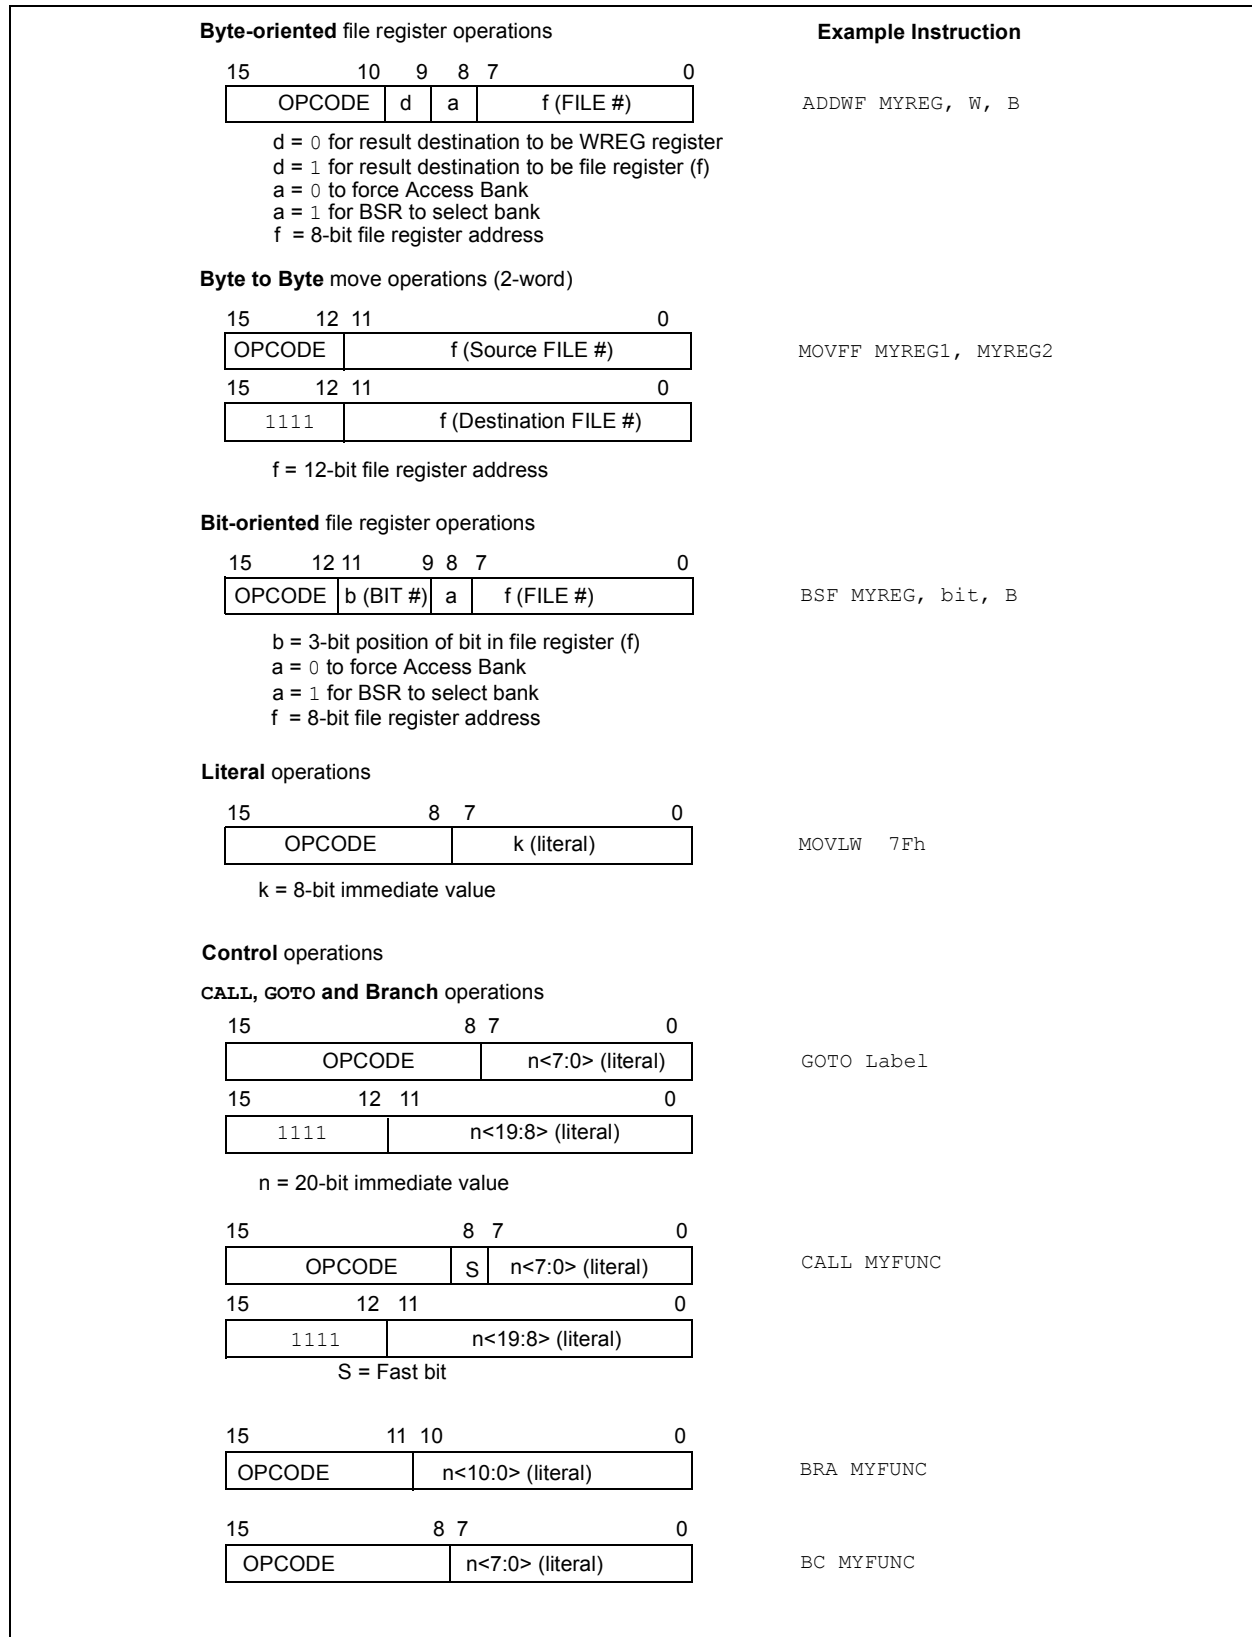 Byte-oriented file register operations Example Instruction
15 10 9 8 7 0
OPCODE d a f (FILE #) ADDWF MYREG, W, B
d = 0 for result destination to be WREG register
d = 1 for result destination to be file register (f)
a = 0 to force Access Bank
a = 1 for BSR to select bank
f = 8-bit file register address
Byte to Byte move operations (2-word)
15 12 11 0
OPCODE f (Source FILE #) MOVFF MYREG1, MYREG2
15 12 11 0
1111 f (Destination FILE #)
f = 12-bit file register address
Bit-oriented file register operations
15 12 11 9 8 7 0
OPCODE b (BIT #) a f (FILE #) BSF MYREG, bit, B
b = 3-bit position of bit in file register (f)
a = 0 to force Access Bank
a = 1 for BSR to select bank
f = 8-bit file register address
Literal operations
15 8 7 0
OPCODE k (literal) MOVLW 7Fh
k = 8-bit immediate value
Control operations
CALL, GOTO and Branch operations
15 8 7 0
OPCODE n<7:0> (literal) GOTO Label
15 12 11 0
1111 n<19:8> (literal)
n = 20-bit immediate value
15 8 7 0
OPCODE S n<7:0> (literal) CALL MYFUNC
15 12 11 0
1111 n<19:8> (literal)
S = Fast bit
15 11 10 0
OPCODE n<10:0> (literal) BRA MYFUNC
15 8 7 0
OPCODE n<7:0> (literal) BC MYFUNC